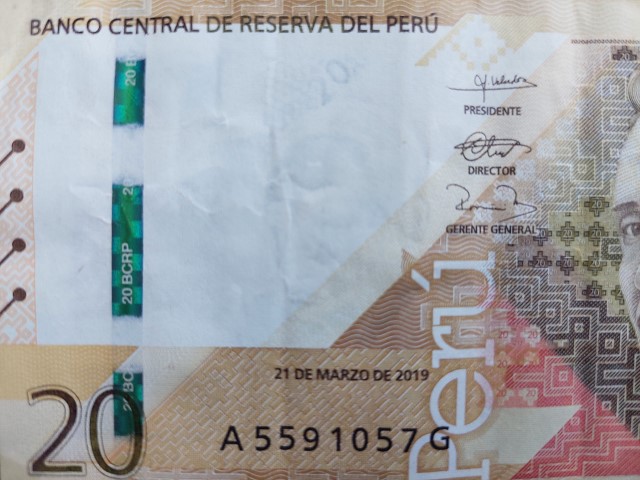 BANCO CENTRAL DE RESERVA DEL PERÚ
20 BC
20 BCRP 20
20 B
20
A5591057G
21 DE MARZO DE 2019
Perú
PRESIDENTE
DIRECTOR
GERENTE GENERAL